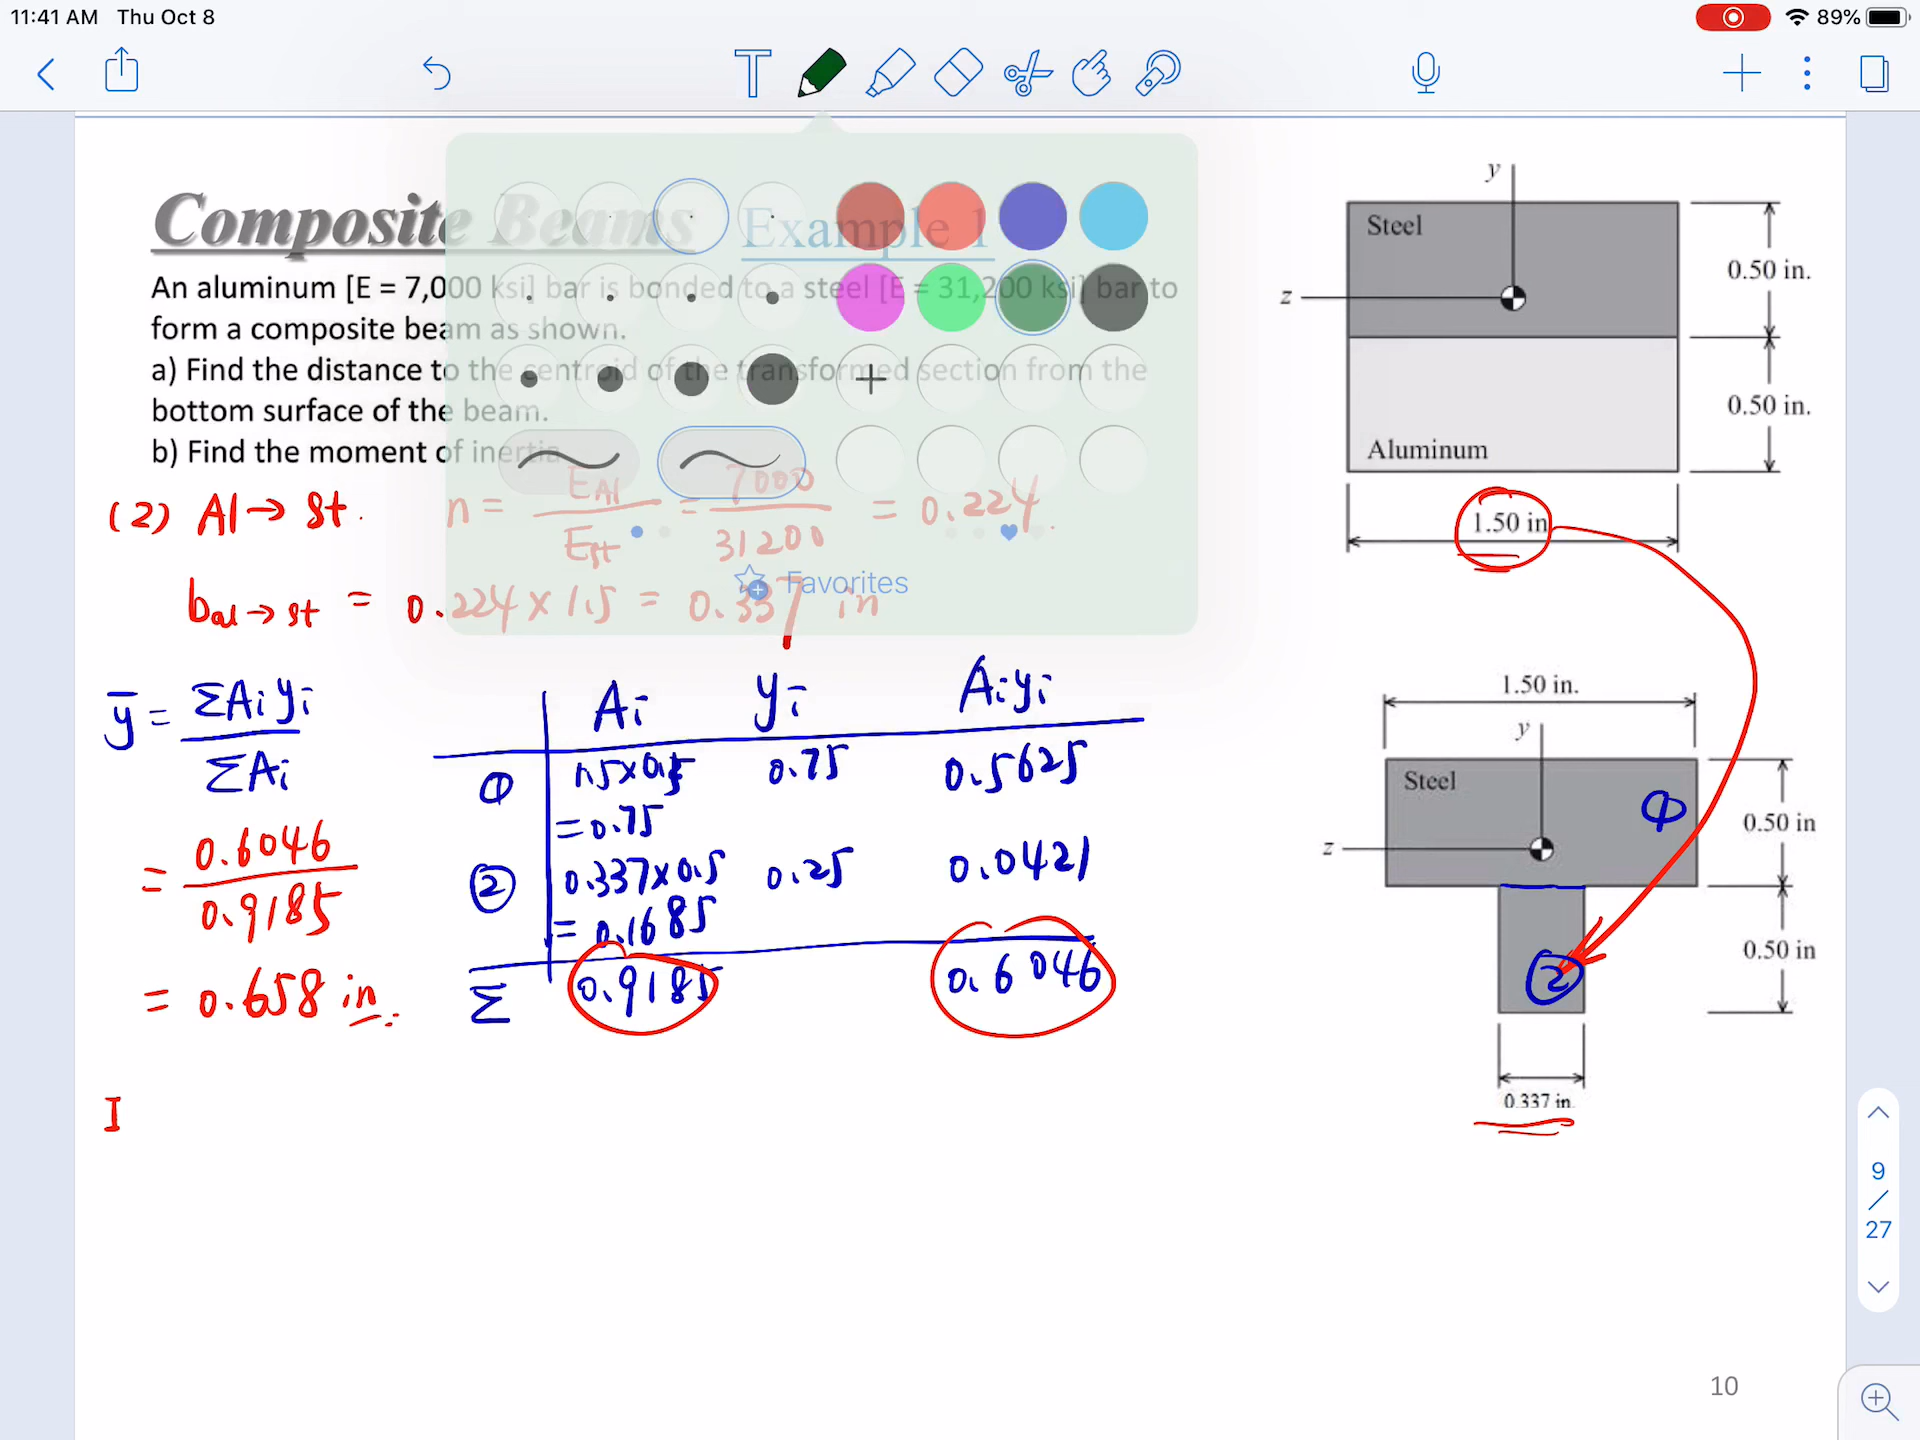 11:41 AM Thu Oct 8
89%
T
Composite Beams Example 1
An aluminum [E = 7,000 ksi] bar is bonded to a steel [E = 31,200 ksi] bar to
form a composite beam as shown.
a) Find the distance to the centroid of the transformed section from the
bottom surface of the beam.
b) Find the moment of inertia.
(2) Al → St. n = E_Al / E_st = 7000 / 31200 = 0.224.
Favorites
b_al→st = 0.224 × 1.5 = 0.337 in
ȳ = ΣAiyi / ΣAi
= 0.6046 / 0.9185
= 0.658 in.
I
Ai yi Aiyi
① 1.5×0.5 0.75 0.5625
= 0.75
② 0.337×0.5 0.25 0.0421
= 0.1685
Σ 0.9185 0.6046
y
Steel
z
0.50 in.
0.50 in.
Aluminum
1.50 in
1.50 in.
y
Steel
①
z
0.50 in
0.50 in
②
0.337 in.
9
/
27
10